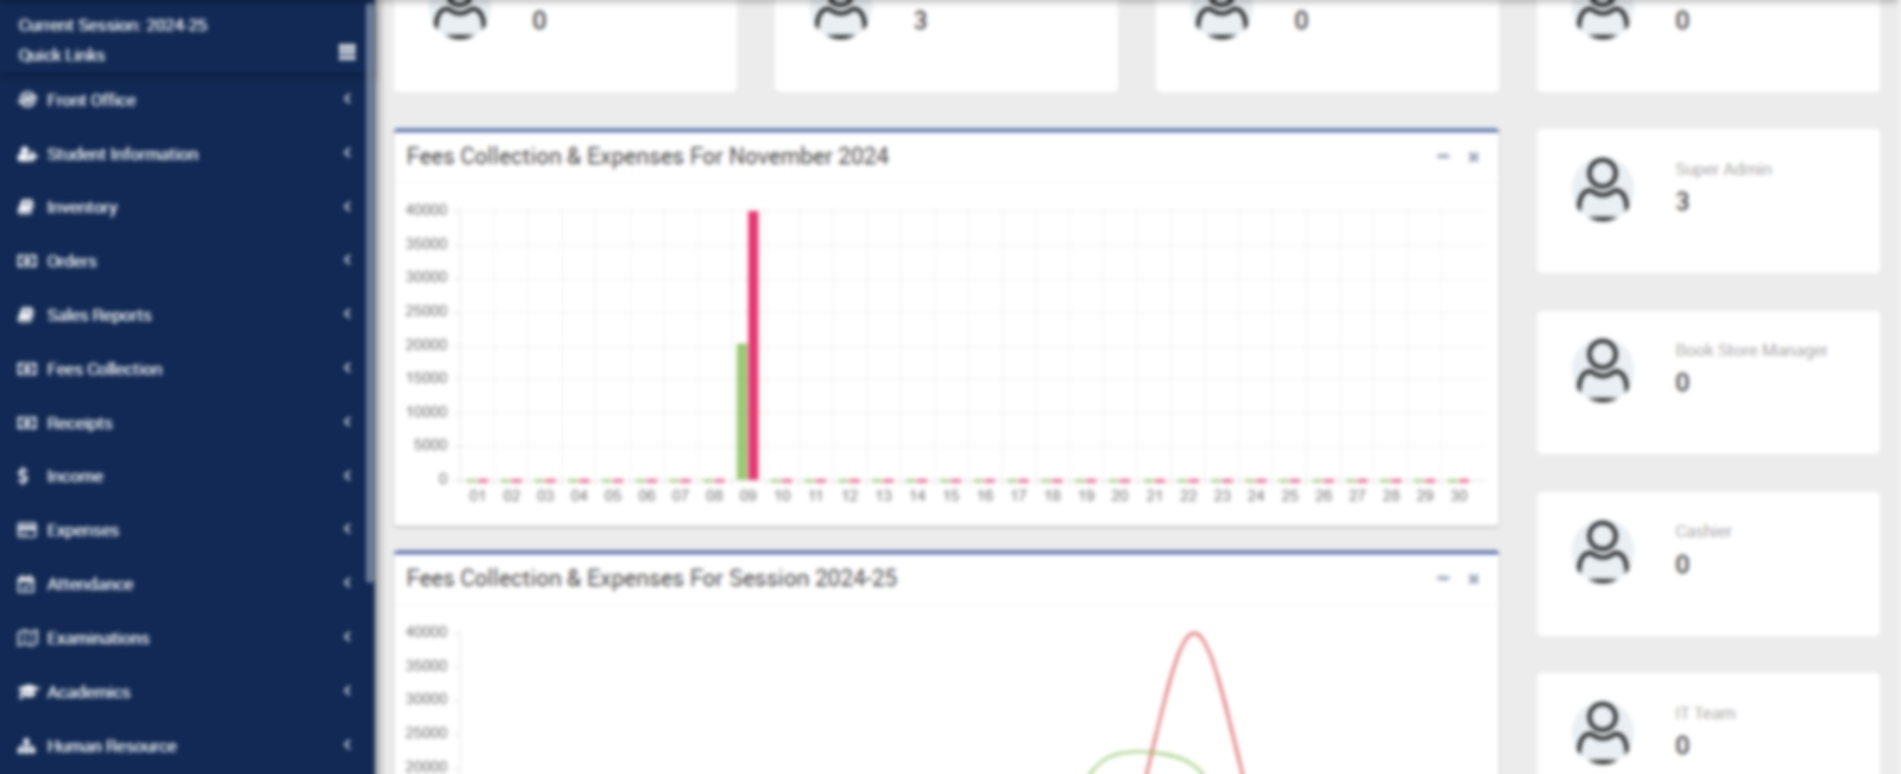 Current Session: 2024-25
Quick Links
Front Office
Student Information
Inventory
Orders
Sales Reports
Fees Collection
Receipts
$ Income
Expenses
Attendance
Examinations
Academics
Human Resource
0
3
0
0
Fees Collection & Expenses For November 2024
40000
35000
30000
25000
20000
15000
10000
5000
0
01 02 03 04 05 06 07 08 09 10 11 12 13 14 15 16 17 18 19 20 21 22 23 24 25 26 27 28 29 30
Fees Collection & Expenses For Session 2024-25
40000
35000
30000
25000
20000
Super Admin
3
Book Store Manager
0
Cashier
0
IT Team
0